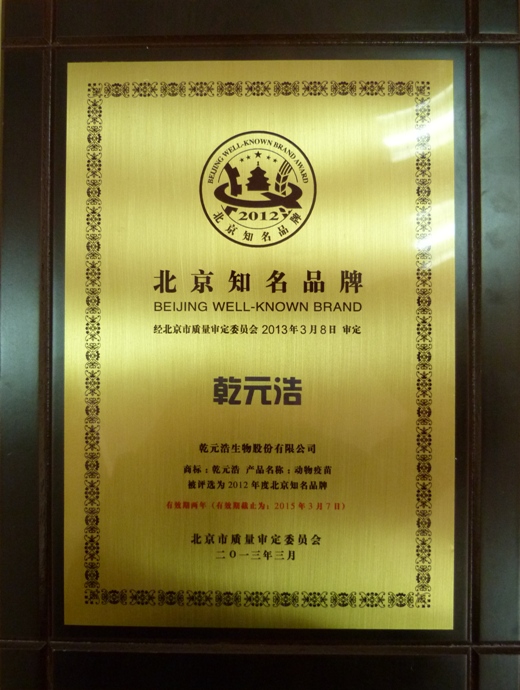 BEIJING WELL-KNOWN BRAND AWARD
2012
北京知名品牌
北京知名品牌
BEIJING WELL-KNOWN BRAND
经北京市质量审定委员会 2013年3月8日 审定
乾元浩
乾元浩生物股份有限公司
商标：乾元浩 产品名称：动物疫苗
被评选为 2012 年度北京知名品牌
有效期两年（有效期截止为：2015年3月7日）
北京市质量审定委员会
二〇一三年三月